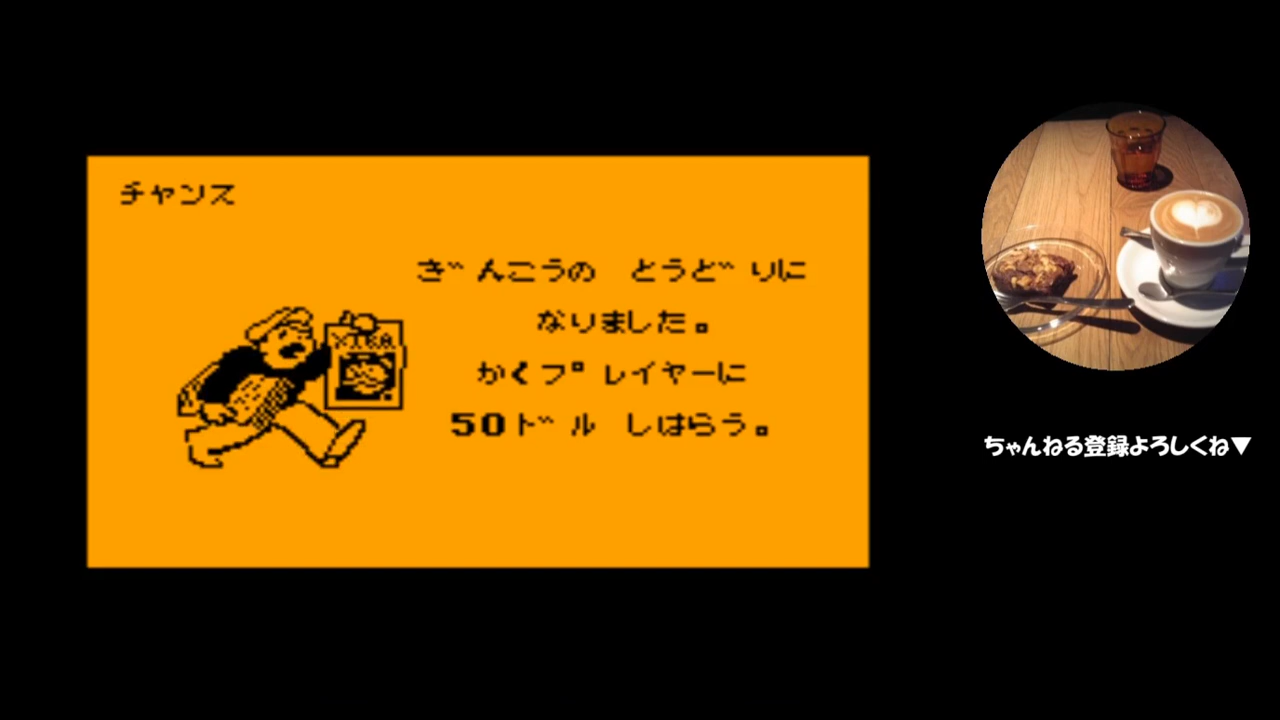 チャンス
ぎんこうの とうどりに
なりました。
かくプレイヤーに
50ドル しはらう。
ちゃんねる登録よろしくね▼